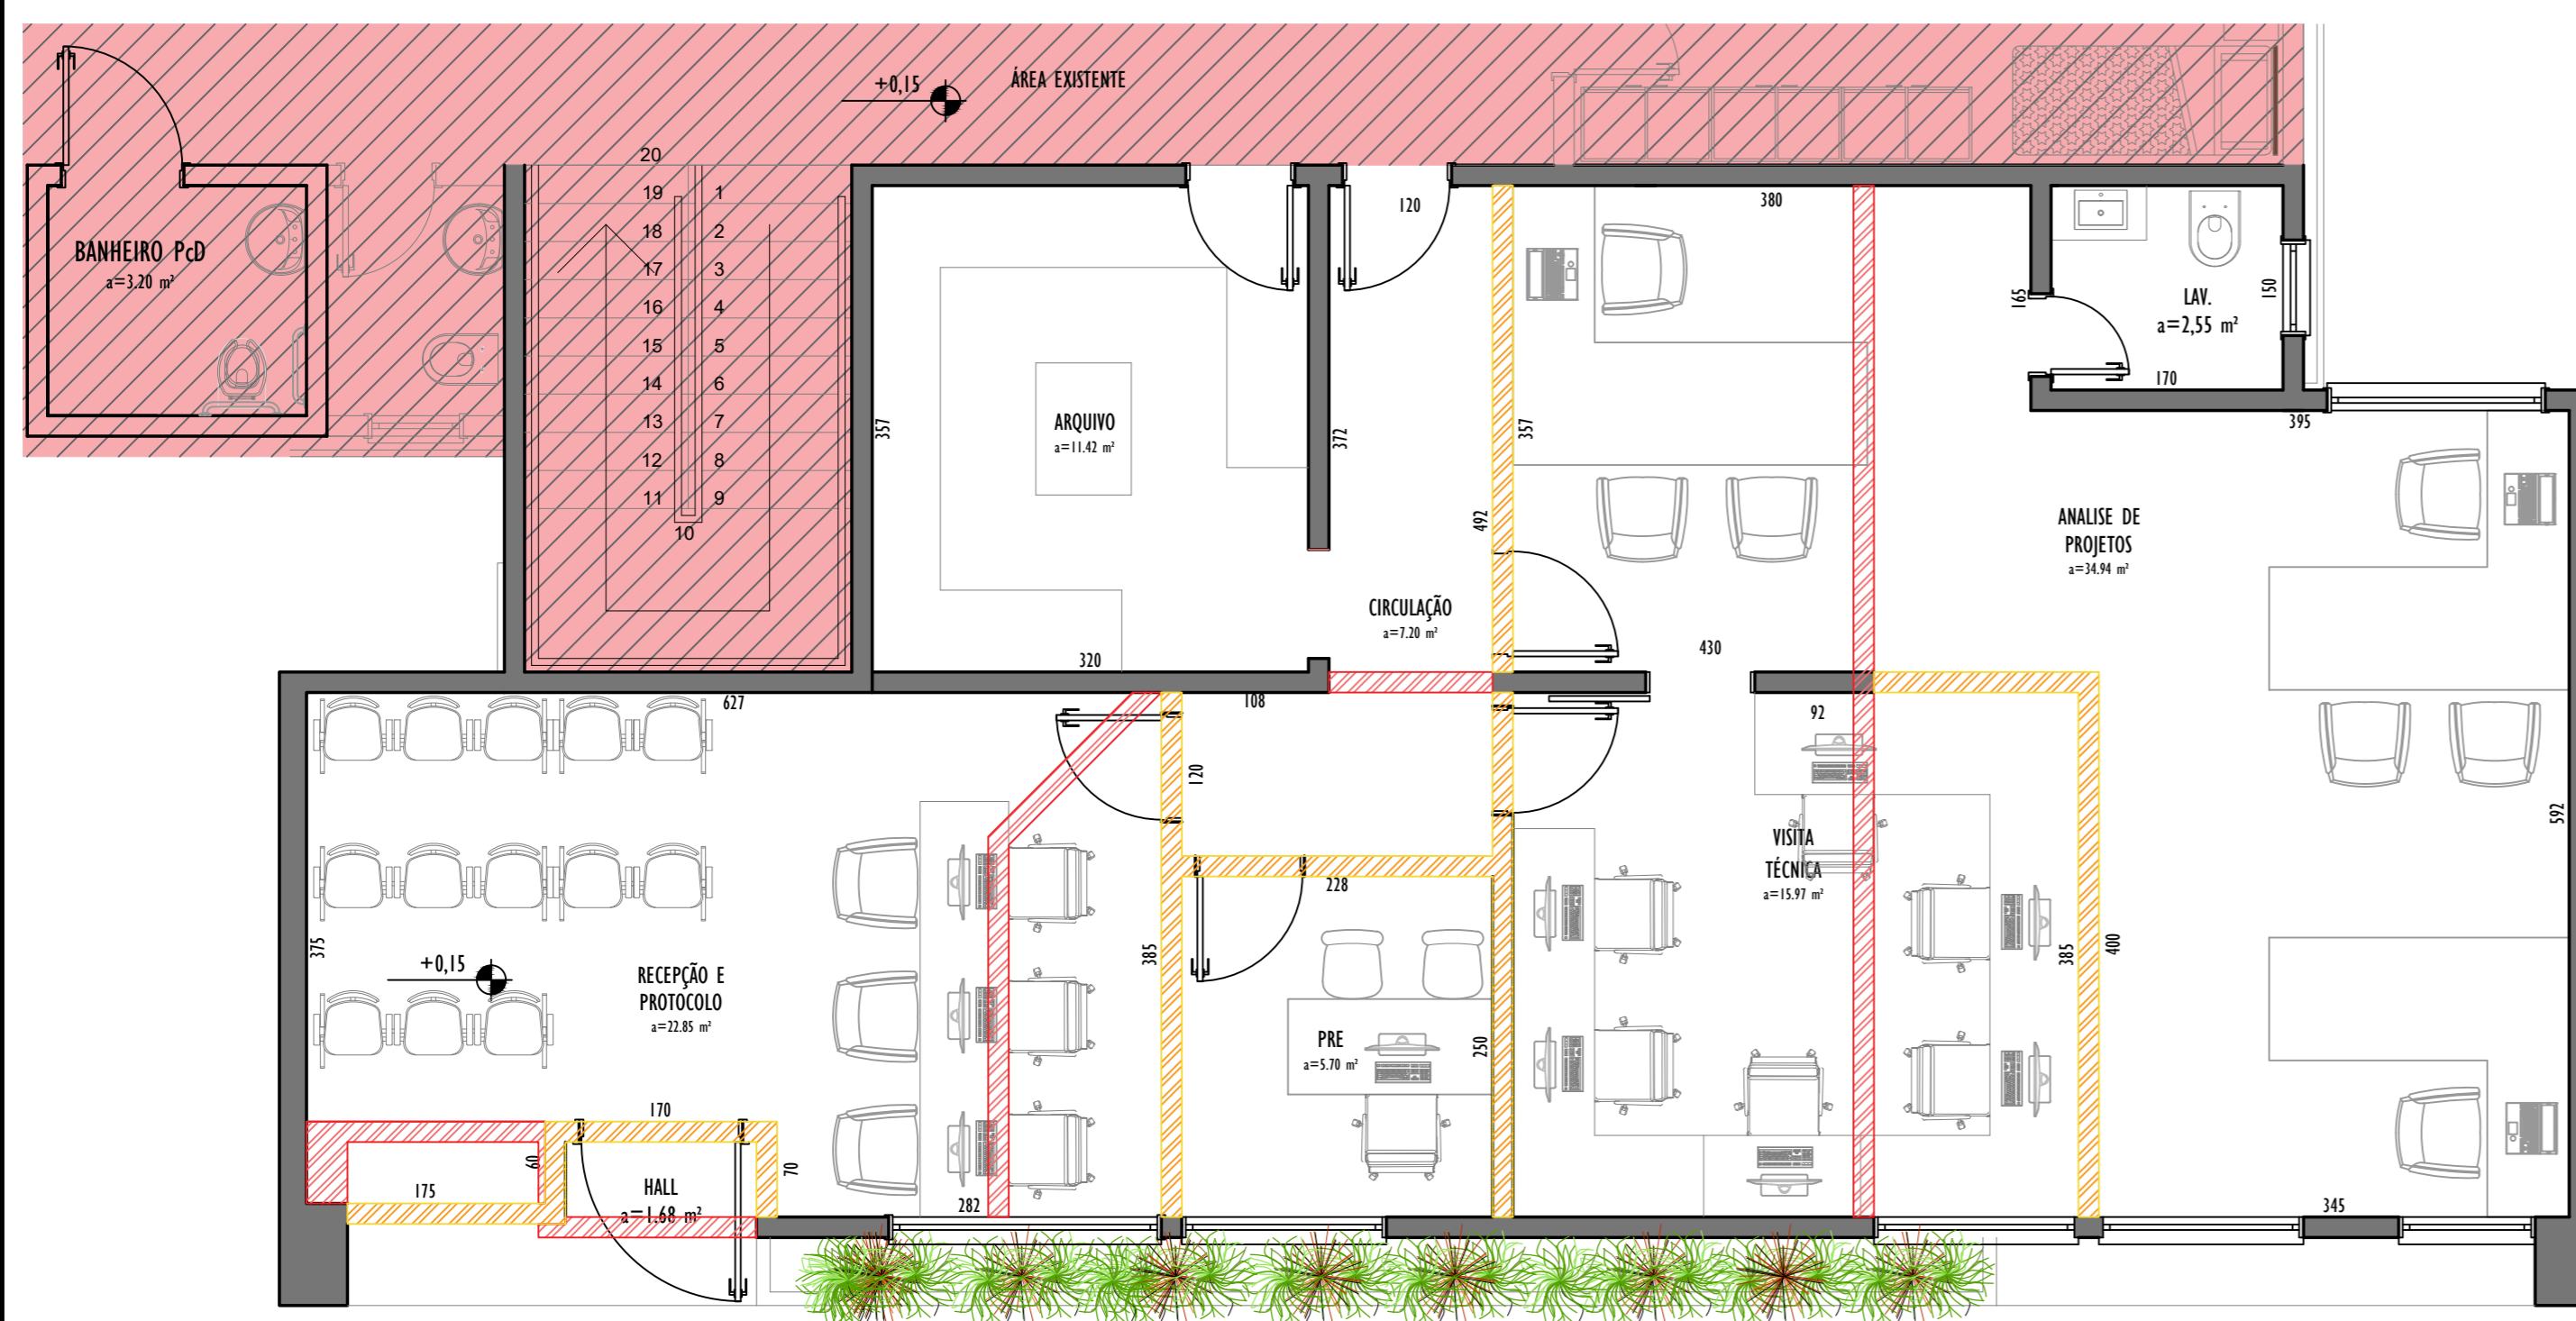 +0,15
ÁREA EXISTENTE
BANHEIRO PcD
a=3.20 m²
20
19
18
17
16
15
14
13
12
11
10
1
2
3
4
5
6
7
8
9
120
380
LAV.
a=2,55 m²
165
150
170
395
ARQUIVO
a=11.42 m²
357
372
357
492
ANALISE DE
PROJETOS
a=34.94 m²
CIRCULAÇÃO
a=7.20 m²
320
430
627
108
92
120
VISITA
TÉCNICA
a=15.97 m²
592
228
375
+0,15
RECEPÇÃO E
PROTOCOLO
a=22.85 m²
385
PRE
a=5.70 m²
250
385
400
170
60
70
175
HALL
a=1.68 m²
282
345